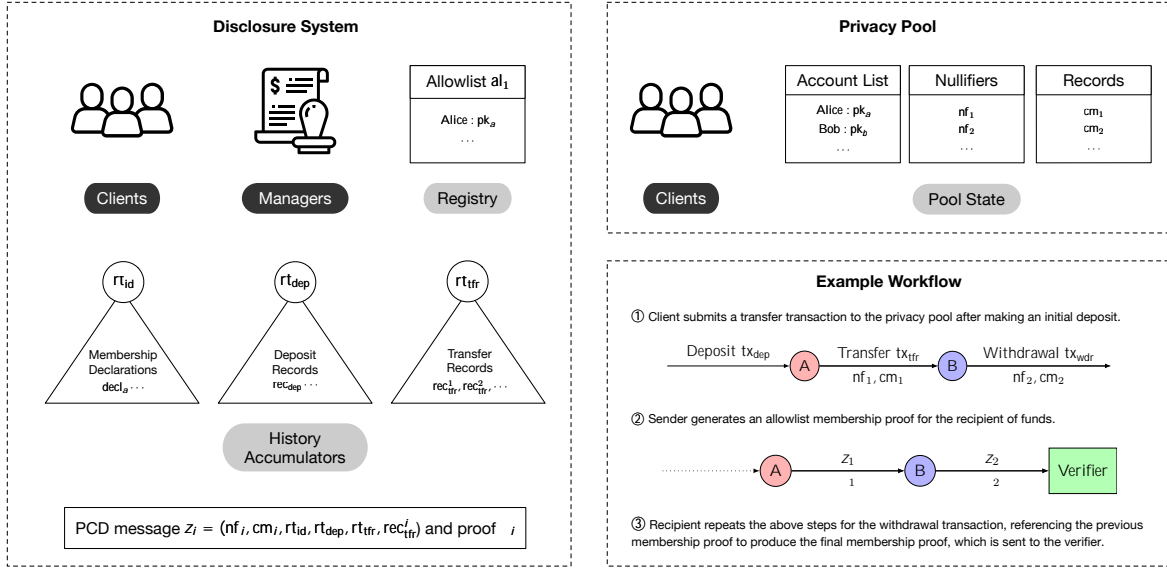 Disclosure System
$
Allowlist al₁
Alice : pkₐ
...
Clients
Managers
Registry
rt_id
rt_dep
rt_tfr
Membership
Declarations
declₐ ...
Deposit
Records
rec_dep ...
Transfer
Records
rec¹_tfr, rec²_tfr, ...
History
Accumulators
PCD message z_i = (nf_i, cm_i, rt_id, rt_dep, rt_tfr, rec^i_tfr) and proof i
Privacy Pool
Account List
Alice : pkₐ
Bob : pk_b
...
Nullifiers
nf₁
nf₂
...
Records
cm₁
cm₂
...
Clients
Pool State
Example Workflow
① Client submits a transfer transaction to the privacy pool after making an initial deposit.
Deposit tx_dep
A
Transfer tx_tfr
nf₁, cm₁
B
Withdrawal tx_wdr
nf₂, cm₂
② Sender generates an allowlist membership proof for the recipient of funds.
A
z₁
1
B
z₂
2
Verifier
③ Recipient repeats the above steps for the withdrawal transaction, referencing the previous
membership proof to produce the final membership proof, which is sent to the verifier.